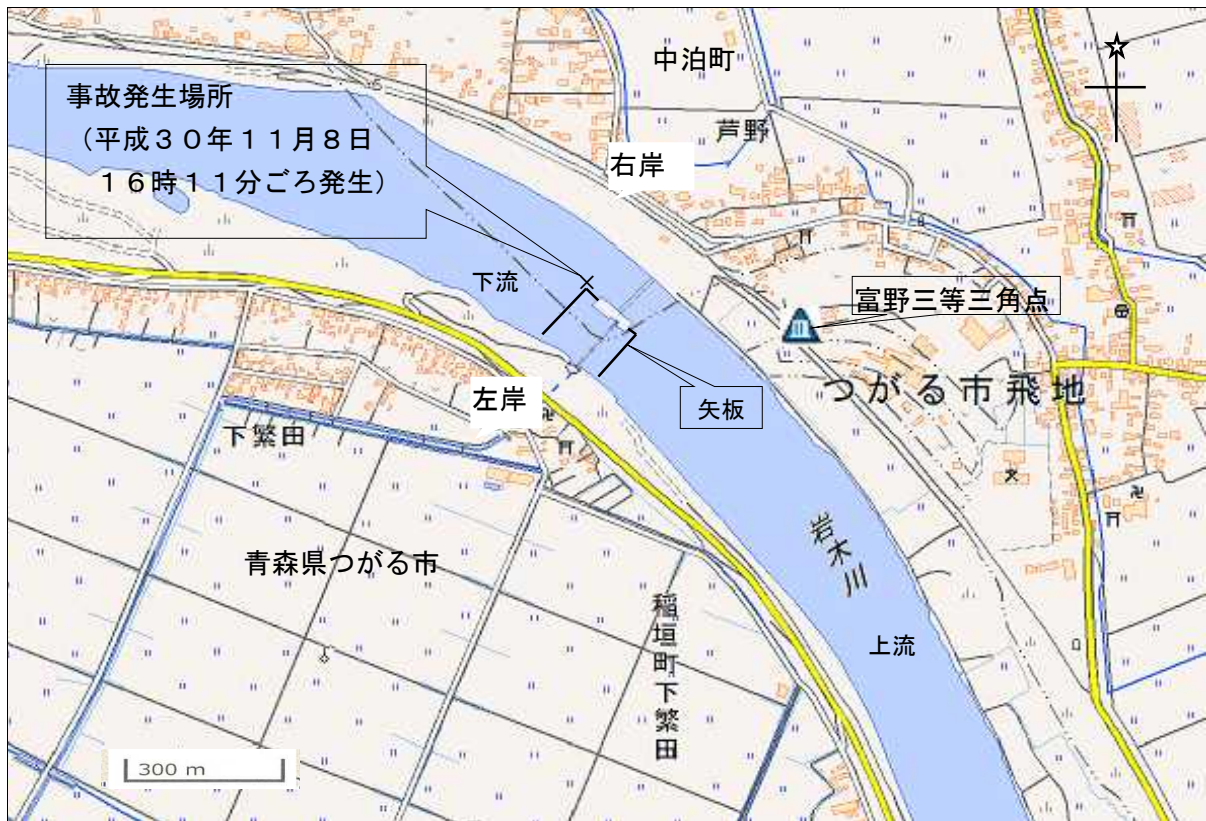 事故発生場所
（平成３０年１１月８日
１６時１１分ごろ発生）
中泊町
芦野
右岸
下流
富野三等三角点
つがる市飛地
左岸
矢板
下繁田
岩木川
青森県つがる市
稲垣町下繁田
上流
300 m